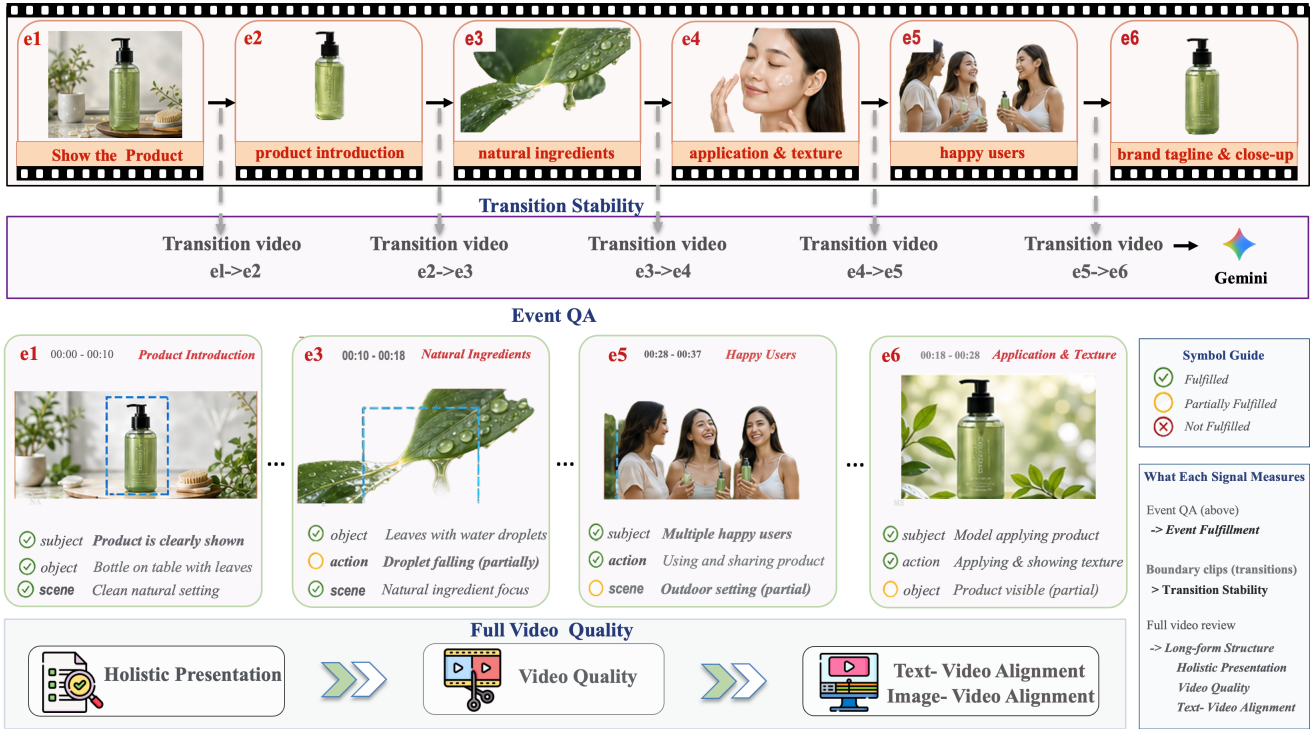 e1
e2
e3
e4
e5
e6
Show the Product
product introduction
natural ingredients
application & texture
happy users
brand tagline & close-up
Transition Stability
Transition video
el->e2
Transition video
e2->e3
Transition video
e3->e4
Transition video
e4->e5
Transition video
e5->e6
Gemini
Event QA
e1 00:00 - 00:10 Product Introduction
subject Product is clearly shown
object Bottle on table with leaves
scene Clean natural setting
...
e3 00:10 - 00:18 Natural Ingredients
object Leaves with water droplets
action Droplet falling (partially)
scene Natural ingredient focus
...
e5 00:28 - 00:37 Happy Users
subject Multiple happy users
action Using and sharing product
scene Outdoor setting (partial)
...
e6 00:18 - 00:28 Application & Texture
subject Model applying product
action Applying & showing texture
object Product visible (partial)
Symbol Guide
Fulfilled
Partially Fulfilled
Not Fulfilled
What Each Signal Measures
Event QA (above)
-> Event Fulfillment
Boundary clips (transitions)
> Transition Stability
Full video review
-> Long-form Structure
Holistic Presentation
Video Quality
Text- Video Alignment
Full Video Quality
Holistic Presentation
Video Quality
Text- Video Alignment
Image- Video Alignment